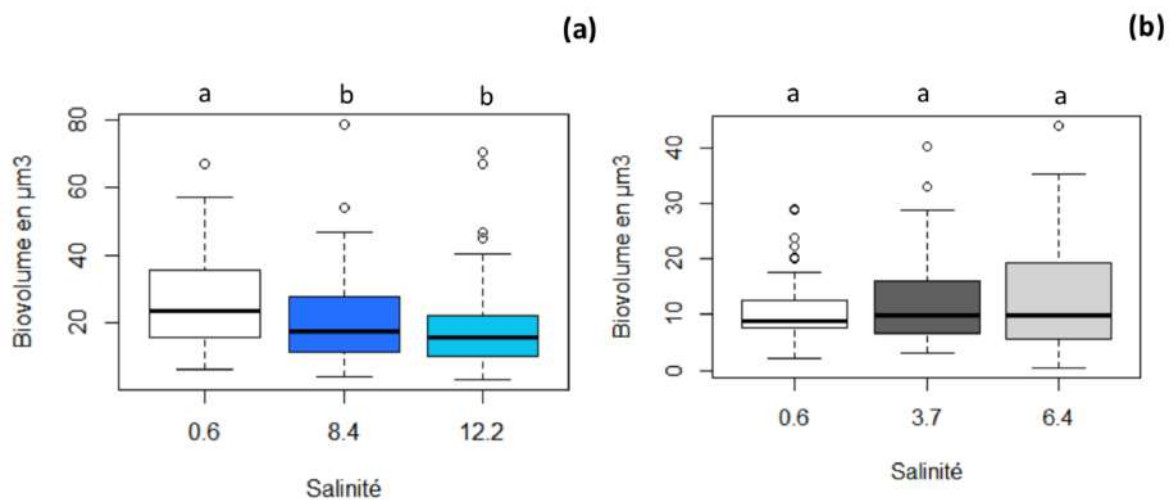 (a)
a b b
Biovolume en µm3
80
60
40
20
0.6 8.4 12.2
Salinité
(b)
a a a
Biovolume en µm3
40
30
20
10
0
0.6 3.7 6.4
Salinité